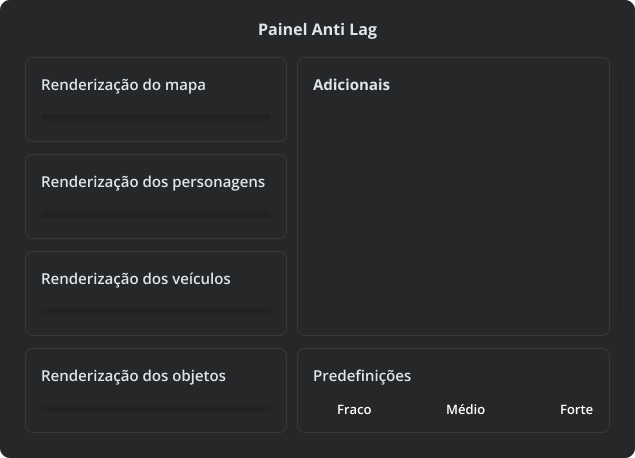 Painel Anti Lag
Renderização do mapa
Renderização dos personagens
Renderização dos veículos
Renderização dos objetos
Adicionais
Predefinições
Fraco Médio Forte